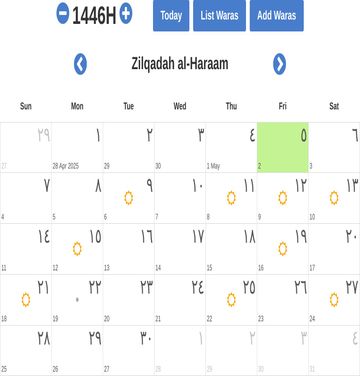 1446H
Today
List Waras
Add Waras
Zilqadah al-Haraam
Sun Mon Tue Wed Thu Fri Sat
٢٩ ١ ٢ ٣ ٤ ٥ ٦
27 28 Apr 2025 29 30 1 May 2 3
٧ ٨ ٩ ١٠ ١١ ١٢ ١٣
4 5 6 7 8 9 10
١٤ ١٥ ١٦ ١٧ ١٨ ١٩ ٢٠
11 12 13 14 15 16 17
٢١ ٢٢ ٢٣ ٢٤ ٢٥ ٢٦ ٢٧
18 19 20 21 22 23 24
٢٨ ٢٩ ٣٠ ١ ٢ ٣ ٤
25 26 27 28 29 30 31